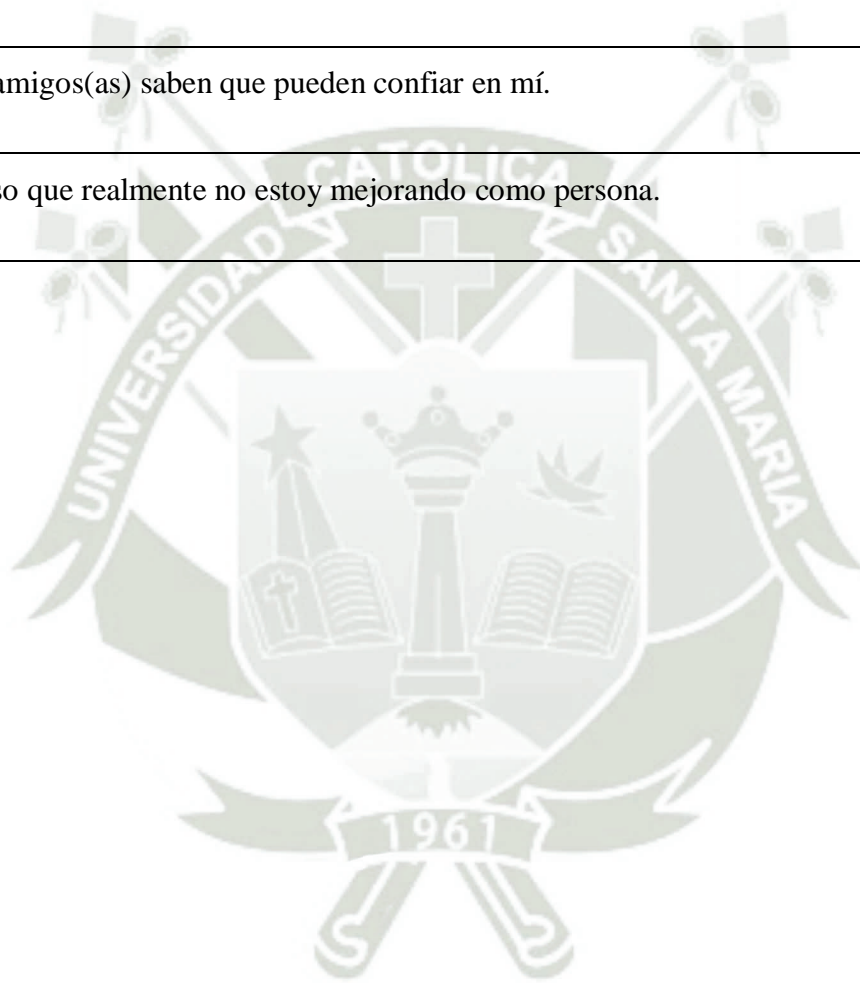 amigos(as) saben que pueden confiar en mí.
so que realmente no estoy mejorando como persona.
UNIVERSIDAD CATOLICA SANTA MARIA
1961